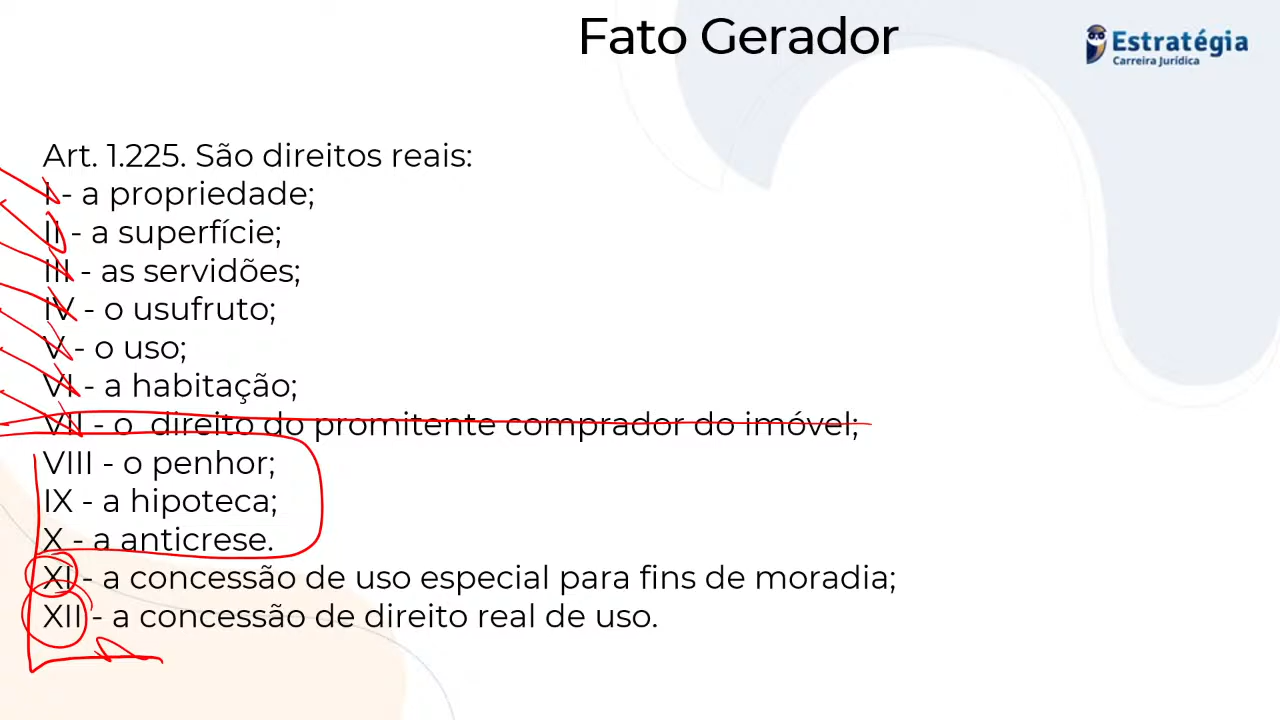 Fato Gerador
Estratégia
Carreira Jurídica
Art. 1.225. São direitos reais:
I - a propriedade;
II - a superfície;
III - as servidões;
IV - o usufruto;
V - o uso;
VI - a habitação;
VII - o direito do promitente comprador do imóvel;
VIII - o penhor;
IX - a hipoteca;
X - a anticrese.
XI - a concessão de uso especial para fins de moradia;
XII - a concessão de direito real de uso.